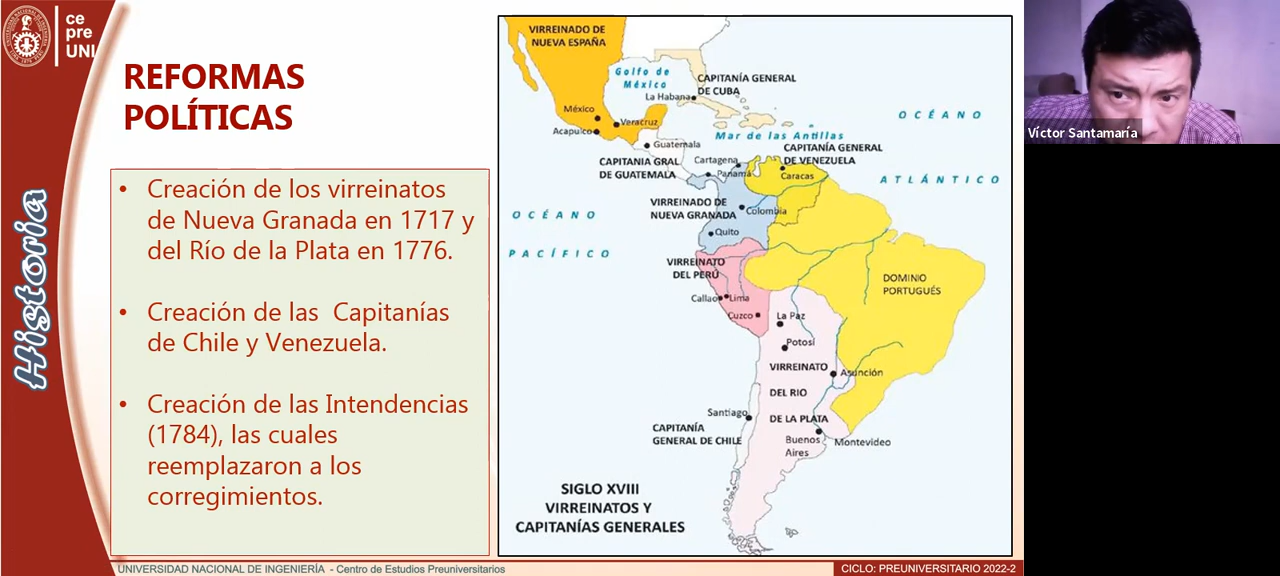 ce
pre
UNI
Historia
REFORMAS
POLÍTICAS
• Creación de los virreinatos
de Nueva Granada en 1717 y
del Río de la Plata en 1776.
• Creación de las Capitanías
de Chile y Venezuela.
• Creación de las Intendencias
(1784), las cuales
reemplazaron a los
corregimientos.
VIRREINADO DE
NUEVA ESPAÑA
Golfo de
México
CAPITANÍA GENERAL
DE CUBA
La Habana
México
Veracruz
Acapulco
OCÉANO
ATLÁNTICO
Mar de las Antillas
Guatemala
CAPITANIA GRAL
DE GUATEMALA
Cartagena
Panamá
CAPITANÍA GENERAL
DE VENEZUELA
Caracas
OCÉANO
PACÍFICO
VIRREINADO DE
NUEVA GRANADA
Colombia
Quito
VIRREINATO
DEL PERÚ
Callao
Lima
Cuzco
DOMINIO
PORTUGUÉS
La Paz
Potosí
VIRREINATO
DEL RIO
DE LA PLATA
Asunción
Santiago
CAPITANÍA
GENERAL DE CHILE
Buenos
Aires
Montevideo
SIGLO XVIII
VIRREINATOS Y
CAPITANÍAS GENERALES
UNIVERSIDAD NACIONAL DE INGENIERÍA - Centro de Estudios Preuniversitarios
CICLO: PREUNIVERSITARIO 2022-2
Víctor Santamaría